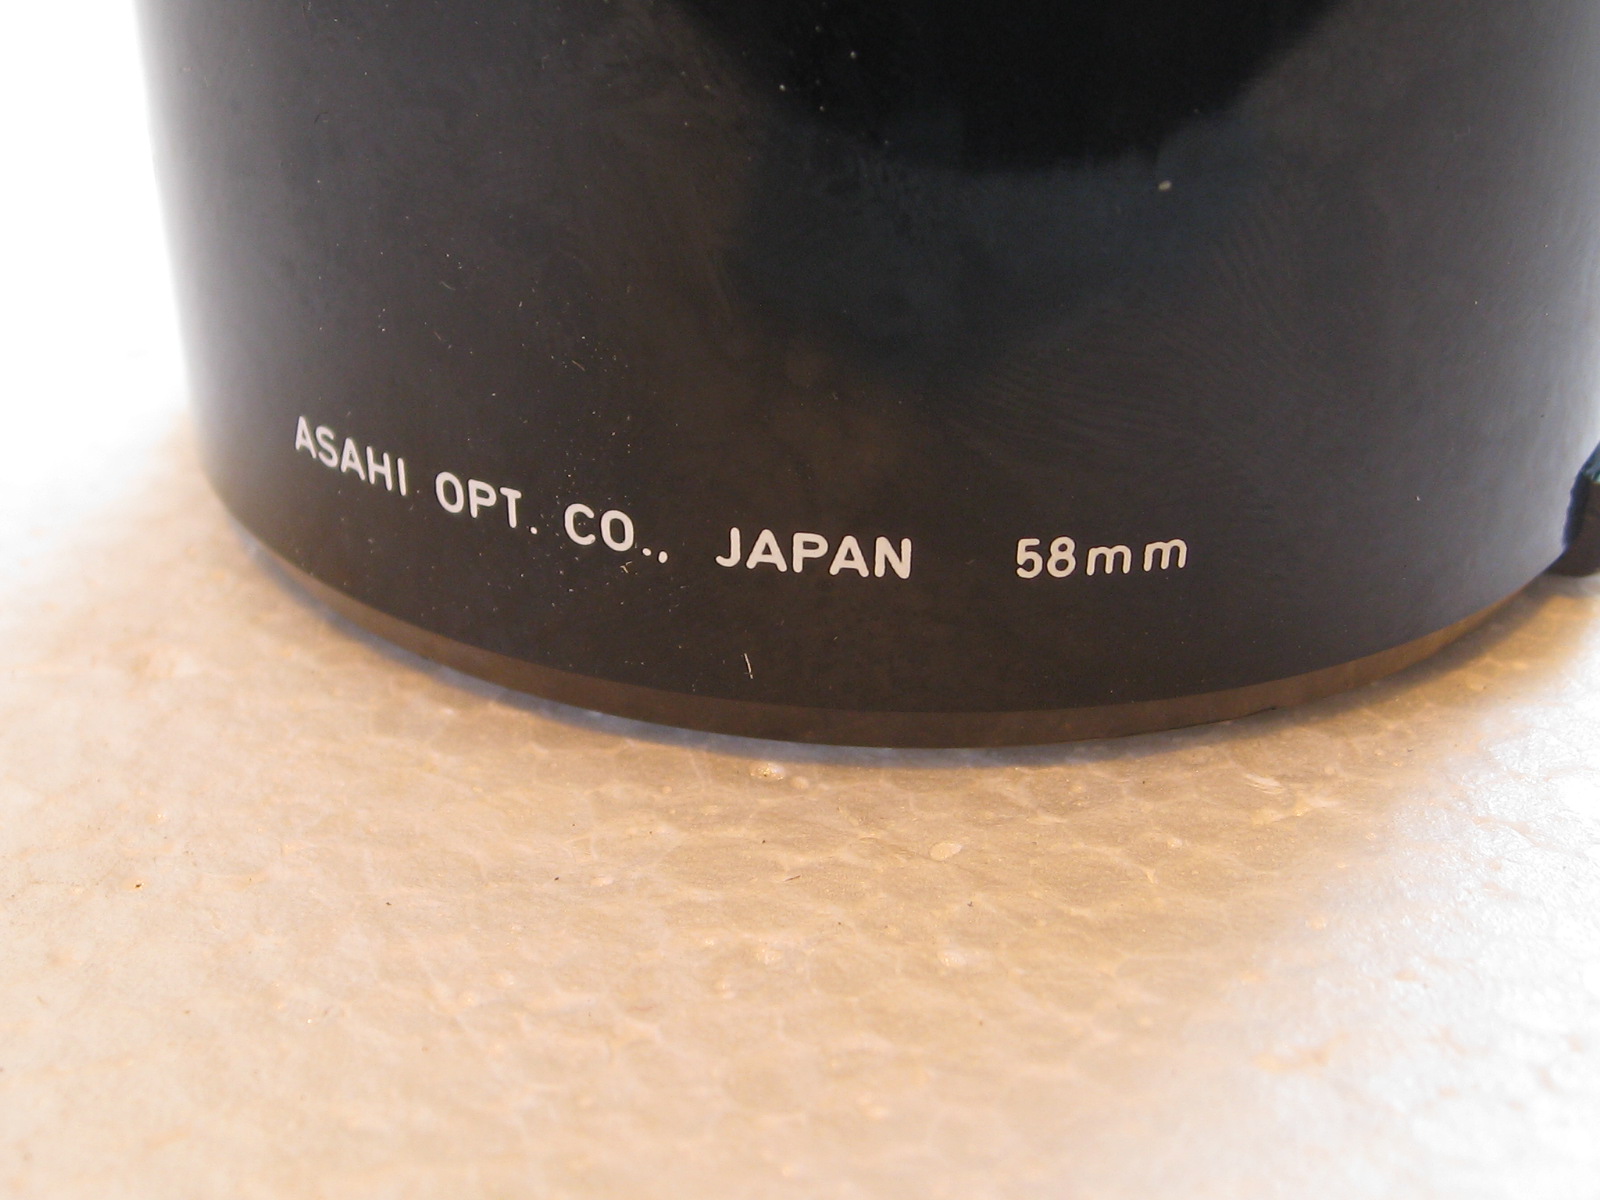 ASAHI OPT. CO., JAPAN 58mm